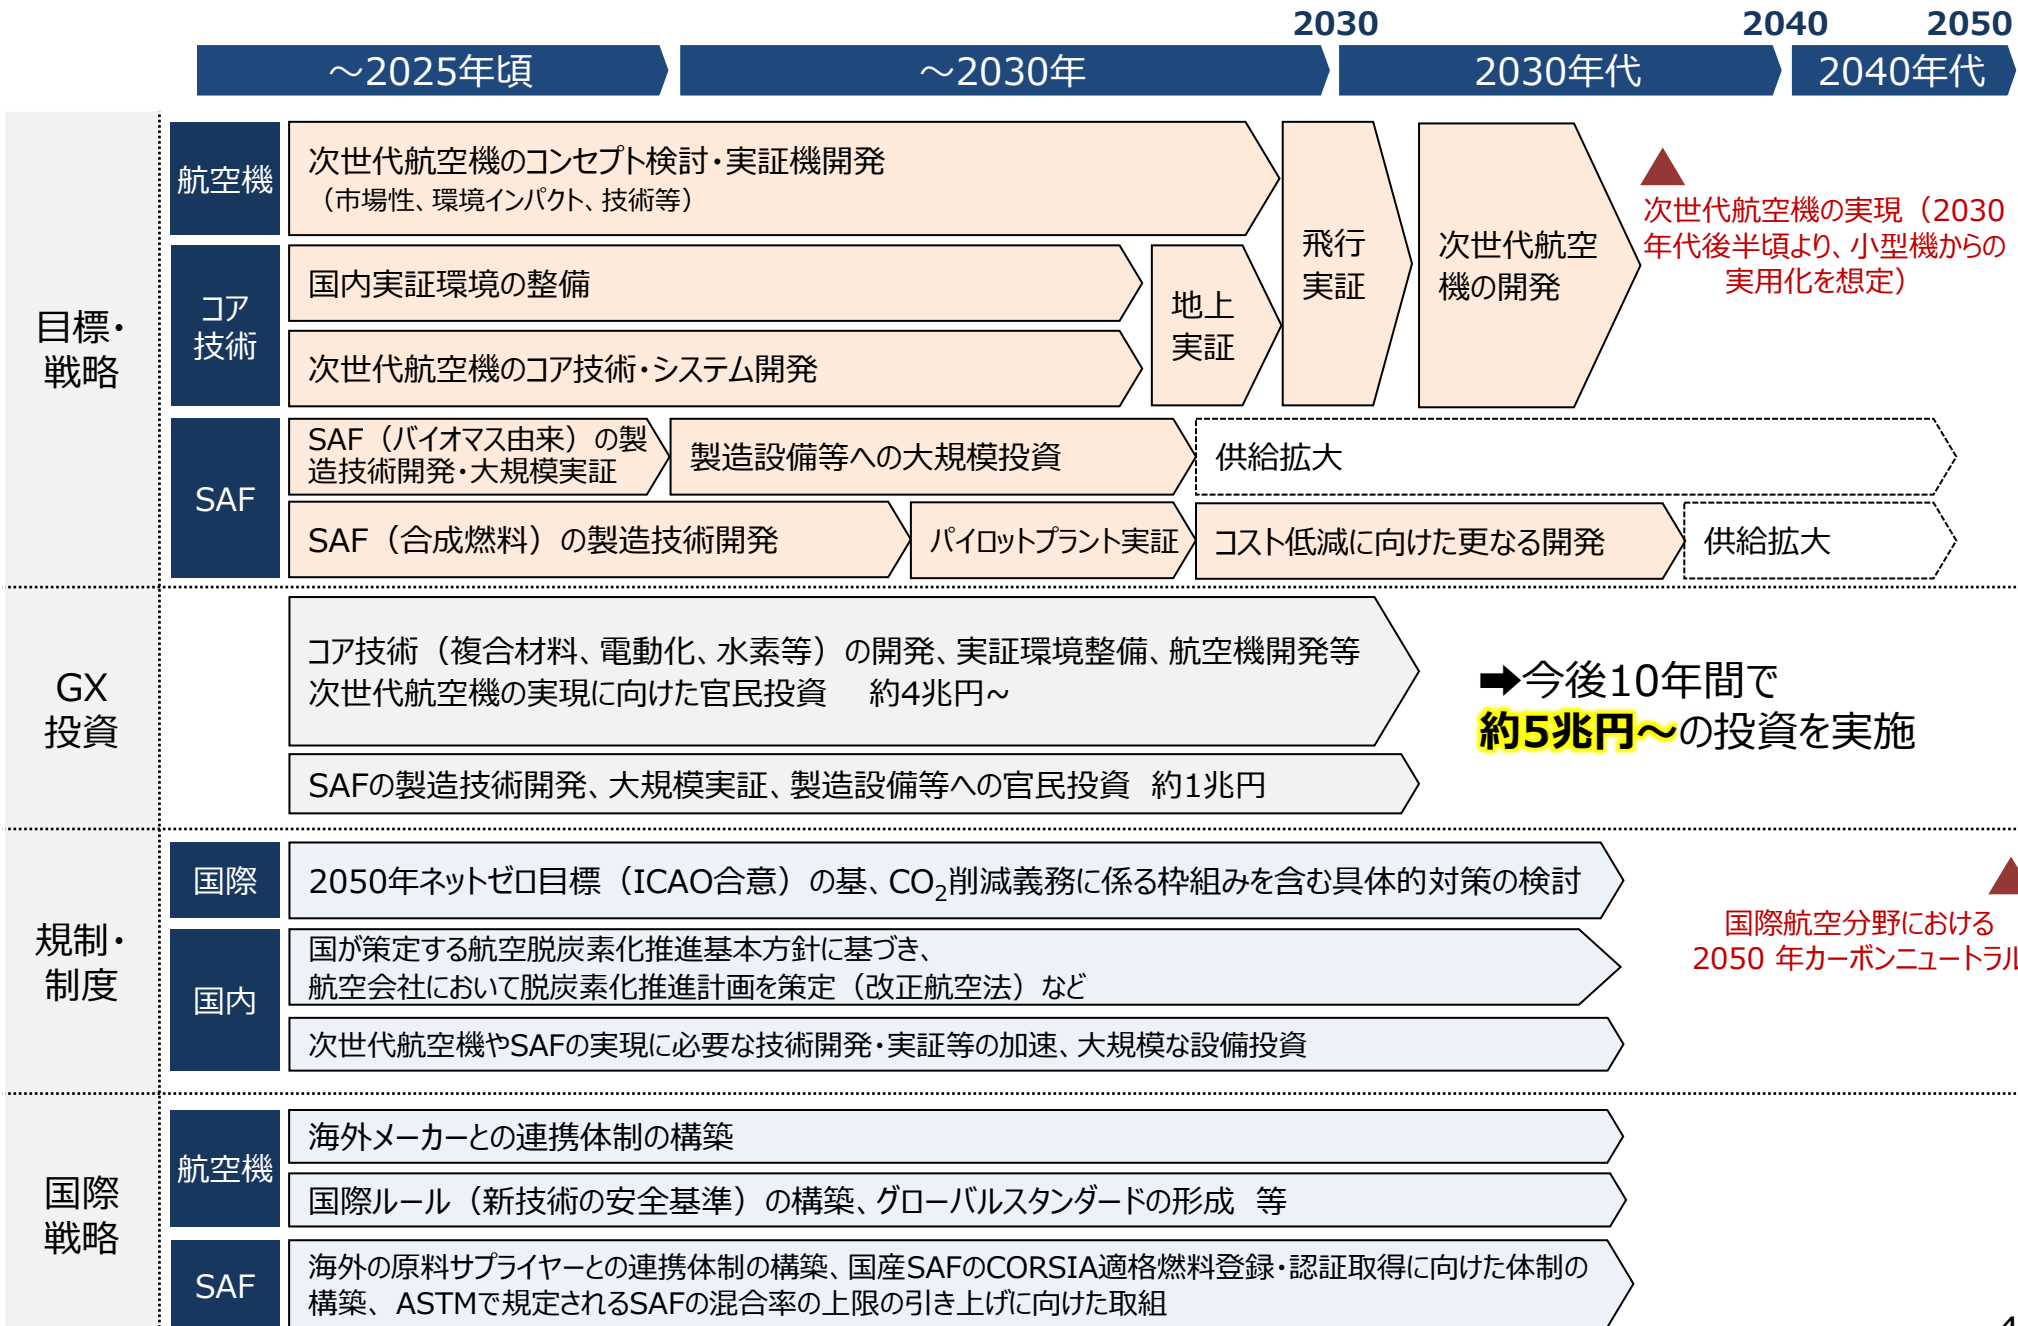 2030
2040
2050
～2025年頃
～2030年
2030年代
2040年代
目標・
戦略
航空機
次世代航空機のコンセプト検討・実証機開発
（市場性、環境インパクト、技術等）
コア
技術
国内実証環境の整備
次世代航空機のコア技術・システム開発
地上
実証
飛行
実証
次世代航空
機の開発
次世代航空機の実現（2030
年代後半頃より、小型機からの
実用化を想定）
SAF
SAF（バイオマス由来）の製
造技術開発・大規模実証
製造設備等への大規模投資
供給拡大
SAF（合成燃料）の製造技術開発
パイロットプラント実証
コスト低減に向けた更なる開発
供給拡大
GX
投資
コア技術（複合材料、電動化、水素等）の開発、実証環境整備、航空機開発等
次世代航空機の実現に向けた官民投資　約4兆円~
SAFの製造技術開発、大規模実証、製造設備等への官民投資　約1兆円
➡今後10年間で
約5兆円～の投資を実施
規制・
制度
国際
2050年ネットゼロ目標（ICAO合意）の基、CO₂削減義務に係る枠組みを含む具体的対策の検討
国内
国が策定する航空脱炭素化推進基本方針に基づき、
航空会社において脱炭素化推進計画を策定（改正航空法）など
次世代航空機やSAFの実現に必要な技術開発・実証等の加速、大規模な設備投資
国際航空分野における
2050 年カーボンニュートラル
国際
戦略
航空機
海外メーカーとの連携体制の構築
国際ルール（新技術の安全基準）の構築、グローバルスタンダードの形成　等
SAF
海外の原料サプライヤーとの連携体制の構築、国産SAFのCORSIA適格燃料登録・認証取得に向けた体制の
構築、ASTMで規定されるSAFの混合率の上限の引き上げに向けた取組